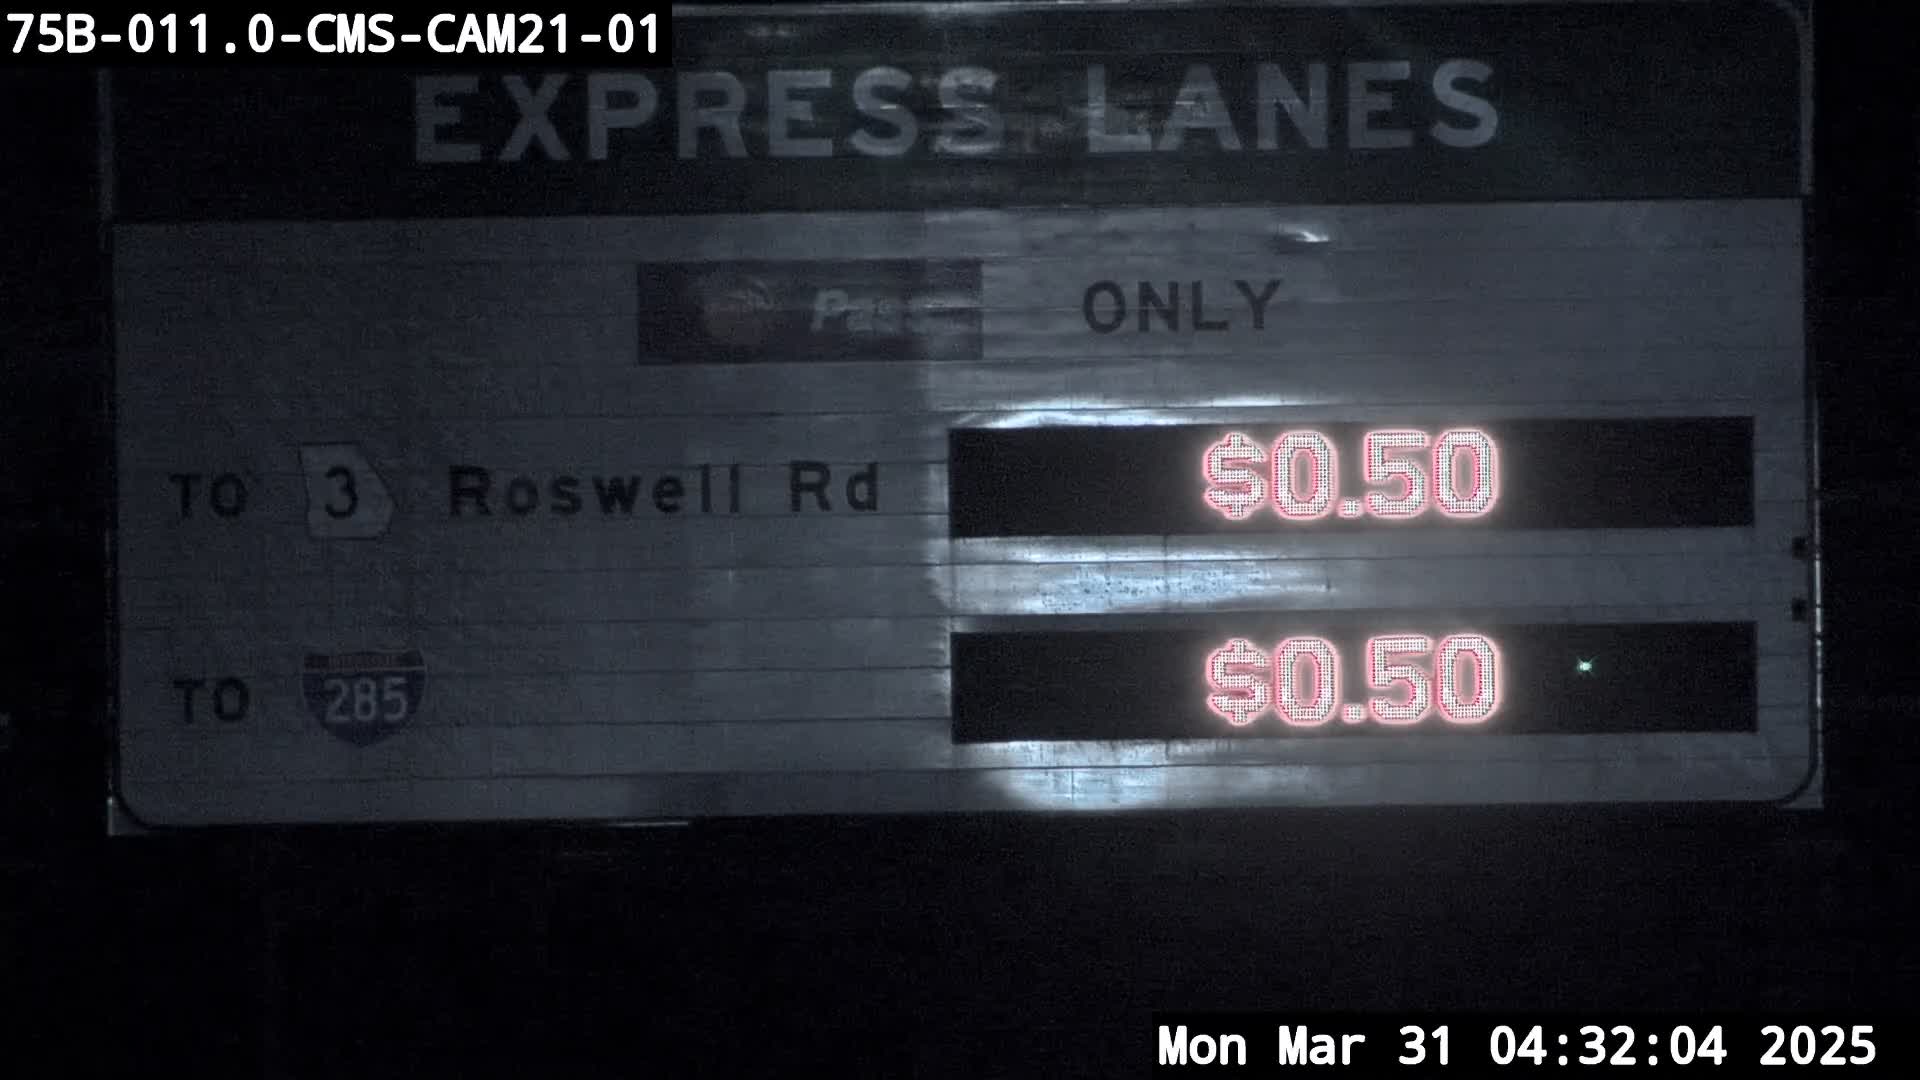 75B-011.0-CMS-CAM21-01
EXPRESS LANES
Pass ONLY
TO 3 Roswell Rd $0.50
TO 285 $0.50
Mon Mar 31 04:32:04 2025